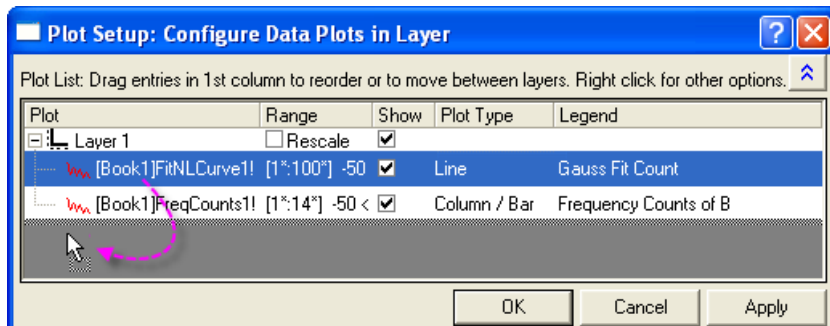 Plot Setup: Configure Data Plots in Layer
Plot List: Drag entries in 1st column to reorder or to move between layers. Right click for other options.
Plot Range Show Plot Type Legend
Layer 1 Rescale
[Book1]FitNLCurve1! [1*:100*] -50 Line Gauss Fit Count
[Book1]FreqCounts1! [1*:14*] -50 < Column / Bar Frequency Counts of B
OK Cancel Apply